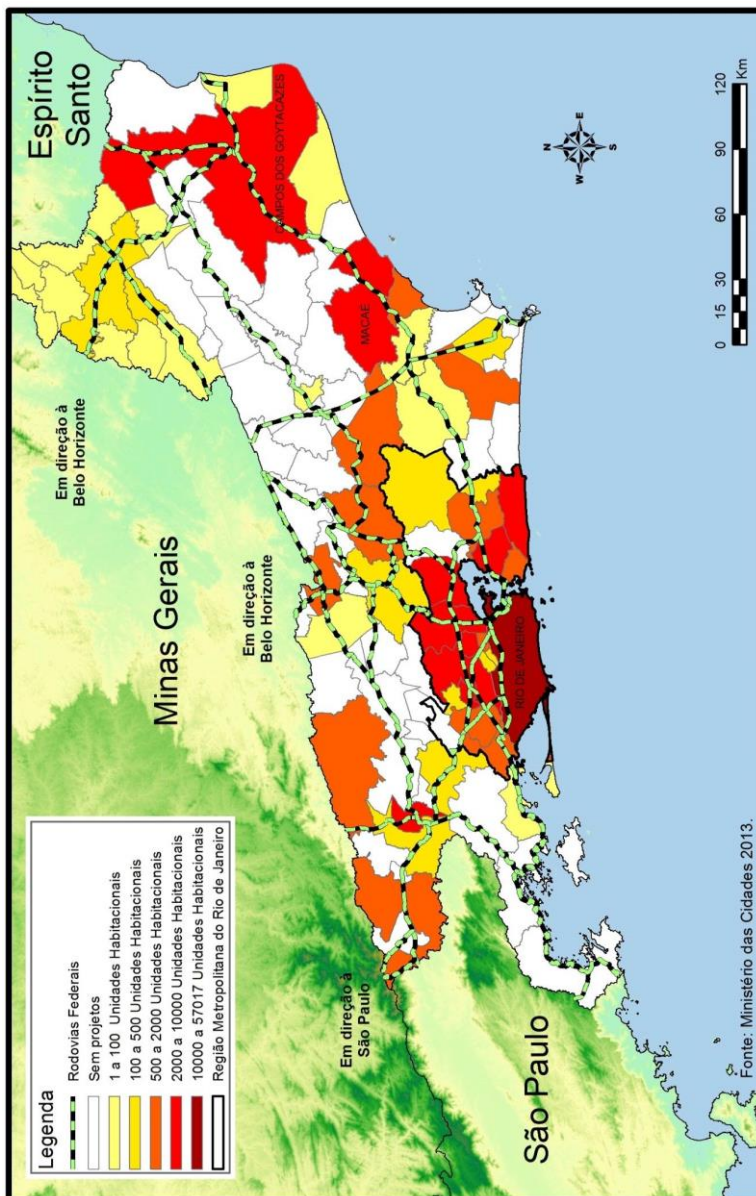 Legenda
Rodovias Federais
Sem projetos
1 a 100 Unidades Habitacionais
100 a 500 Unidades Habitacionais
500 a 2000 Unidades Habitacionais
2000 a 10000 Unidades Habitacionais
10000 a 57017 Unidades Habitacionais
Região Metropolitana do Rio de Janeiro
Minas Gerais
Espírito
Santo
Em direção à
Belo Horizonte
Em direção à
Belo Horizonte
Em direção à
São Paulo
São Paulo
CAMPOS DOS GOYTACAZES
MACAÉ
RIO DE JANEIRO
N
W
E
S
0 15 30 60 90 120
Km
Fonte: Ministério das Cidades 2013.